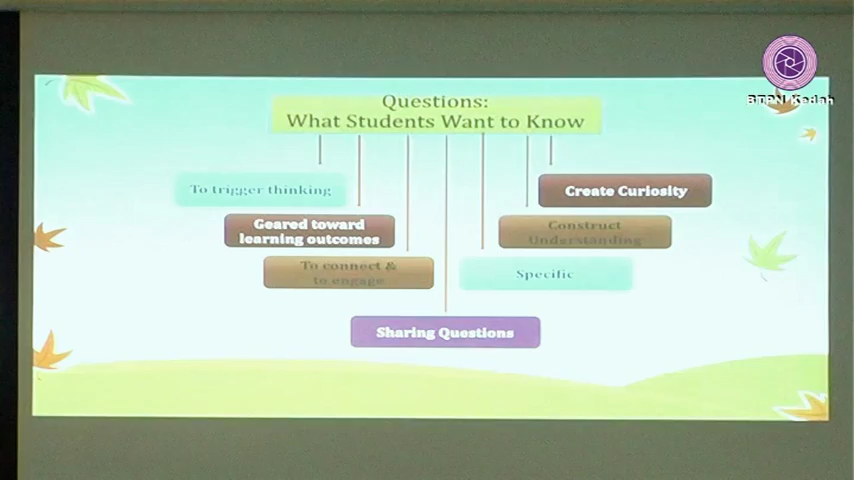 BTPN Kedah
Questions:
What Students Want to Know
To trigger thinking
Create Curiosity
Geared toward
learning outcomes
Construct
Understanding
To connect &
to engage
Specific
Sharing Questions